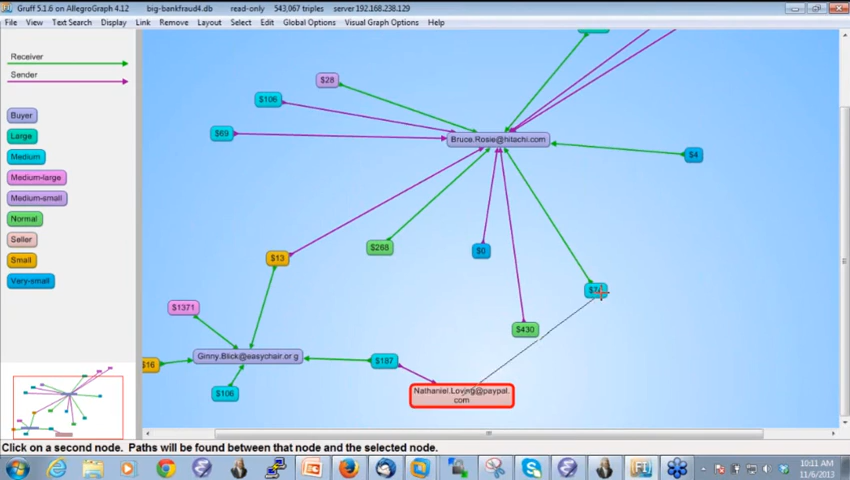 Gruff 5.1.6 on AllegroGraph 4.12 big-bankfraud4.db read-only 543,067 triples server 192.168.238.129
File View Text Search Display Link Remove Layout Select Edit Global Options Visual Graph Options Help
Receiver
Sender
Buyer
Large
Medium
Medium-large
Medium-small
Normal
Seller
Small
Very-small
$28
$106
$69
Bruce.Rosie@hitachi.com
$4
$268
$0
$13
$1371
$430
Ginny.Blick@easychair.or g
$187
$16
$106
Nathaniel.Loving@paypal.
com
Click on a second node. Paths will be found between that node and the selected node.
10:11 AM
11/6/2013